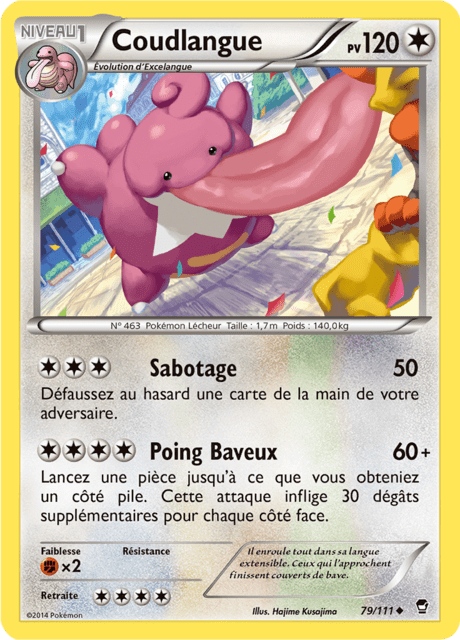 NIVEAU 1
Coudlangue
PV 120
Évolution d'Excelangue
N° 463 Pokémon Lécheur Taille : 1,7m Poids : 140,0kg
Sabotage 50
Défaussez au hasard une carte de la main de votre
adversaire.
Poing Baveux 60+
Lancez une pièce jusqu'à ce que vous obteniez
un côté pile. Cette attaque inflige 30 dégâts
supplémentaires pour chaque côté face.
Faiblesse Résistance
×2
Retraite
Il enroule tout dans sa langue
extensible. Ceux qui l'approchent
finissent couverts de bave.
©2014 Pokémon
Illus. Hajime Kusajima
79/111